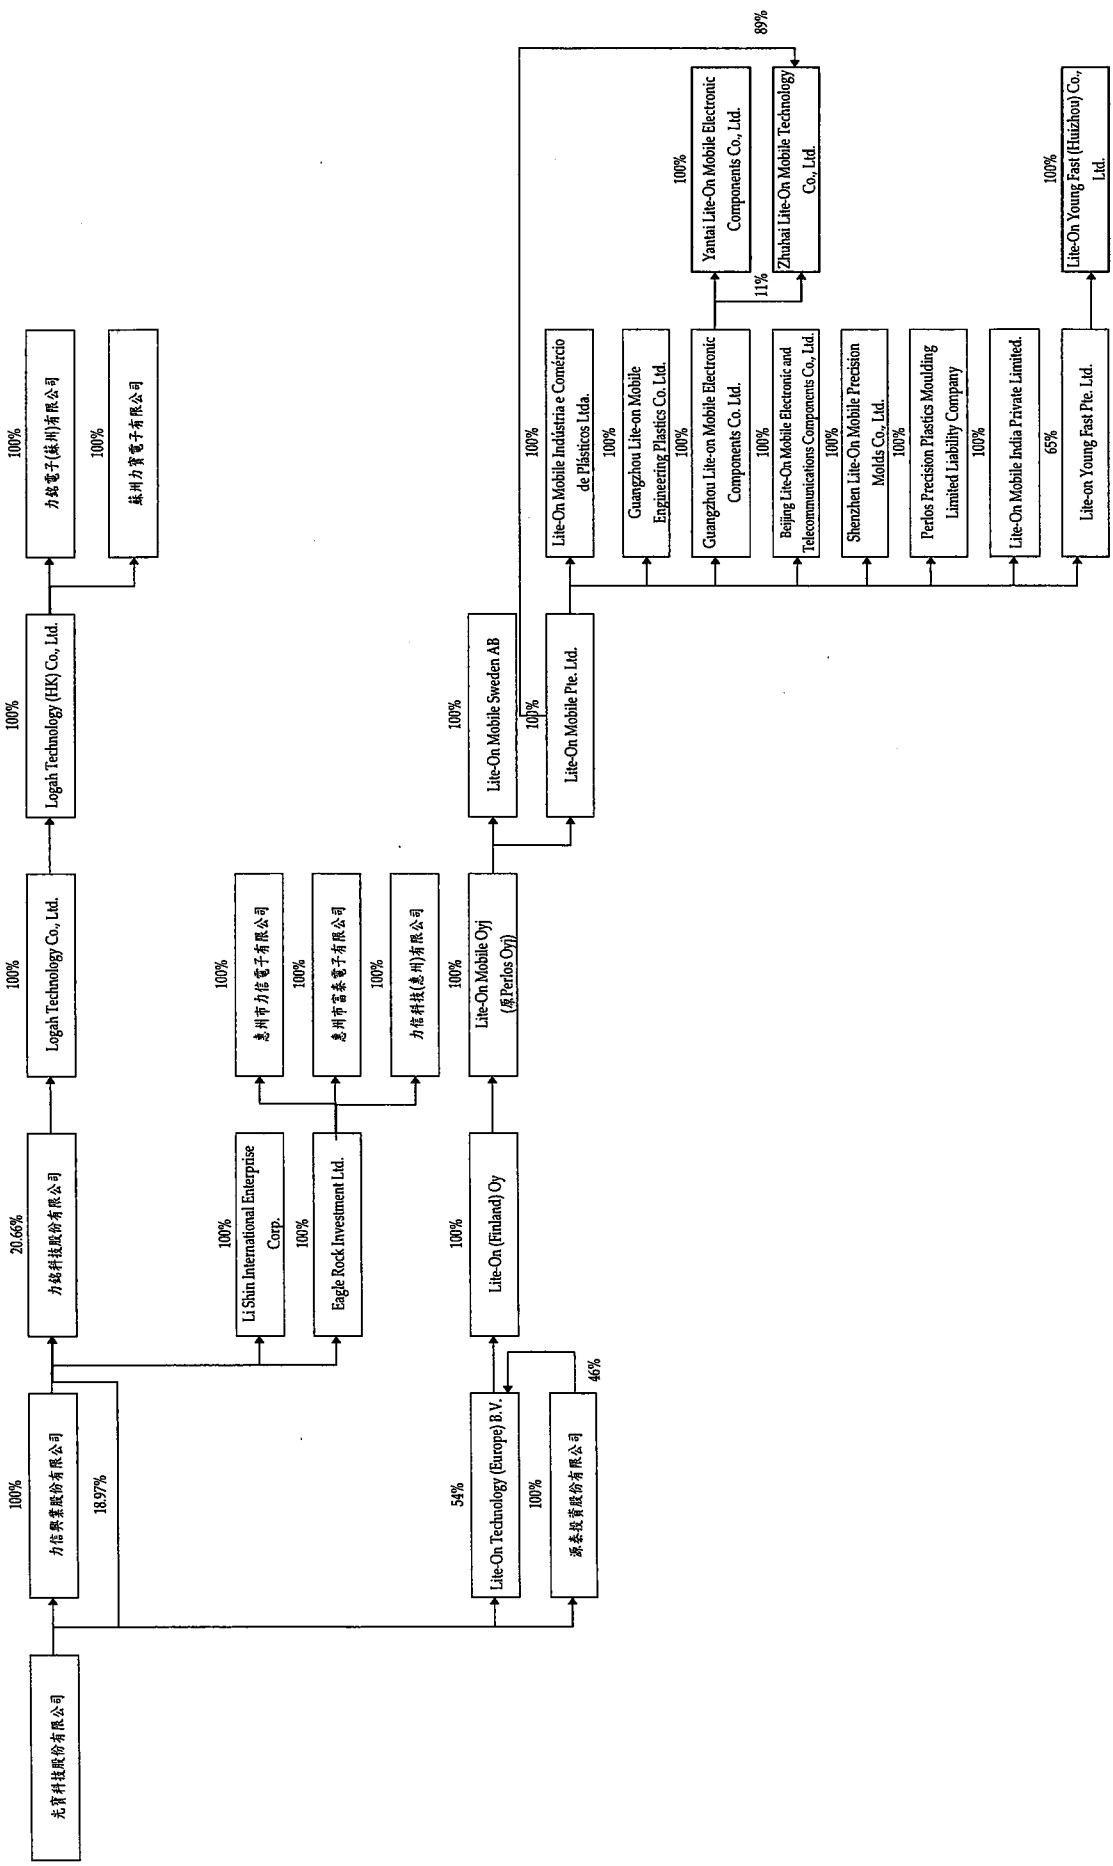 光寶科技股份有限公司
100%
力信興業股份有限公司
18.97%
54%
Lite-On Technology (Europe) B.V.
100%
源泰投資股份有限公司
46%
20.66%
力銘科技股份有限公司
100%
Li Shin International Enterprise
Corp.
100%
Eagle Rock Investment Ltd.
100%
Lite-On (Finland) Oy
100%
Logah Technology Co., Ltd.
100%
惠州市力信電子有限公司
100%
惠州市富泰電子有限公司
100%
力信科技(惠州)有限公司
100%
Lite-On Mobile Oyj
(原Perlos Oyj)
100%
Logah Technology (HK) Co., Ltd.
100%
Lite-On Mobile Sweden AB
100%
Lite-On Mobile Pte. Ltd.
100%
力銘電子(蘇州)有限公司
100%
蘇州力寶電子有限公司
100%
Lite-On Mobile Indústria e Comércio
de Plásticos Ltda.
100%
Guangzhou Lite-on Mobile
Engineering Plastics Co. Ltd.
100%
Guangzhou Lite-on Mobile Electronic
Components Co. Ltd.
100%
Beijing Lite-On Mobile Electronic and
Telecommunications Components Co., Ltd.
100%
Shenzhen Lite-On Mobile Precision
Molds Co., Ltd.
100%
Perlos Precision Plastics Moulding
Limited Liability Company
100%
Lite-On Mobile India Private Limited.
65%
Lite-on Young Fast Pte. Ltd.
100%
Yantai Lite-On Mobile Electronic
Components Co., Ltd.
11%
89%
Zhuhai Lite-On Mobile Technology
Co., Ltd.
100%
Lite-On Young Fast (Huizhou) Co.,
Ltd.